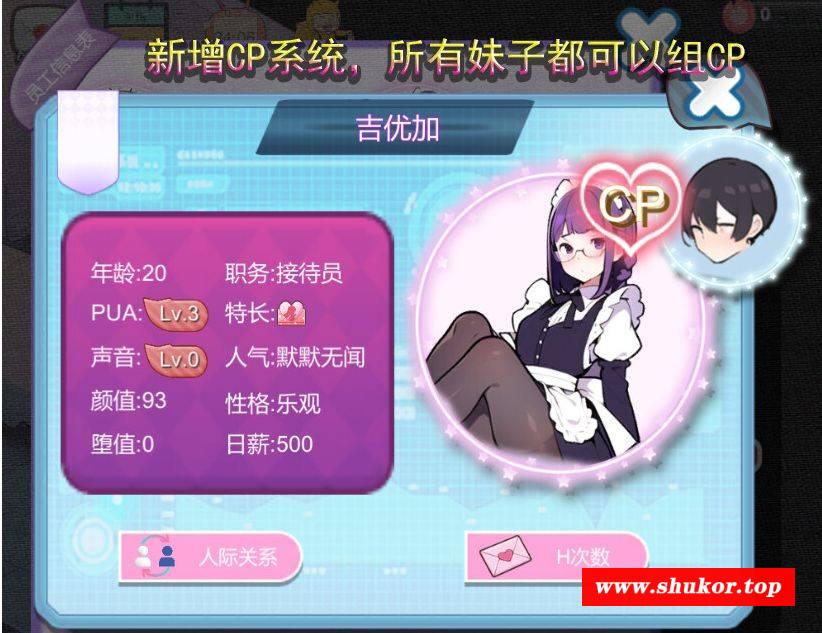 新增CP系统，所有妹子都可以组CP
员工信息表
吉优加
CP
年龄:20 职务:接待员
PUA: Lv.3 特长:
声音: Lv.0 人气:默默无闻
颜值:93 性格:乐观
堕值:0 日薪:500
人际关系 H次数
www.shukor.top